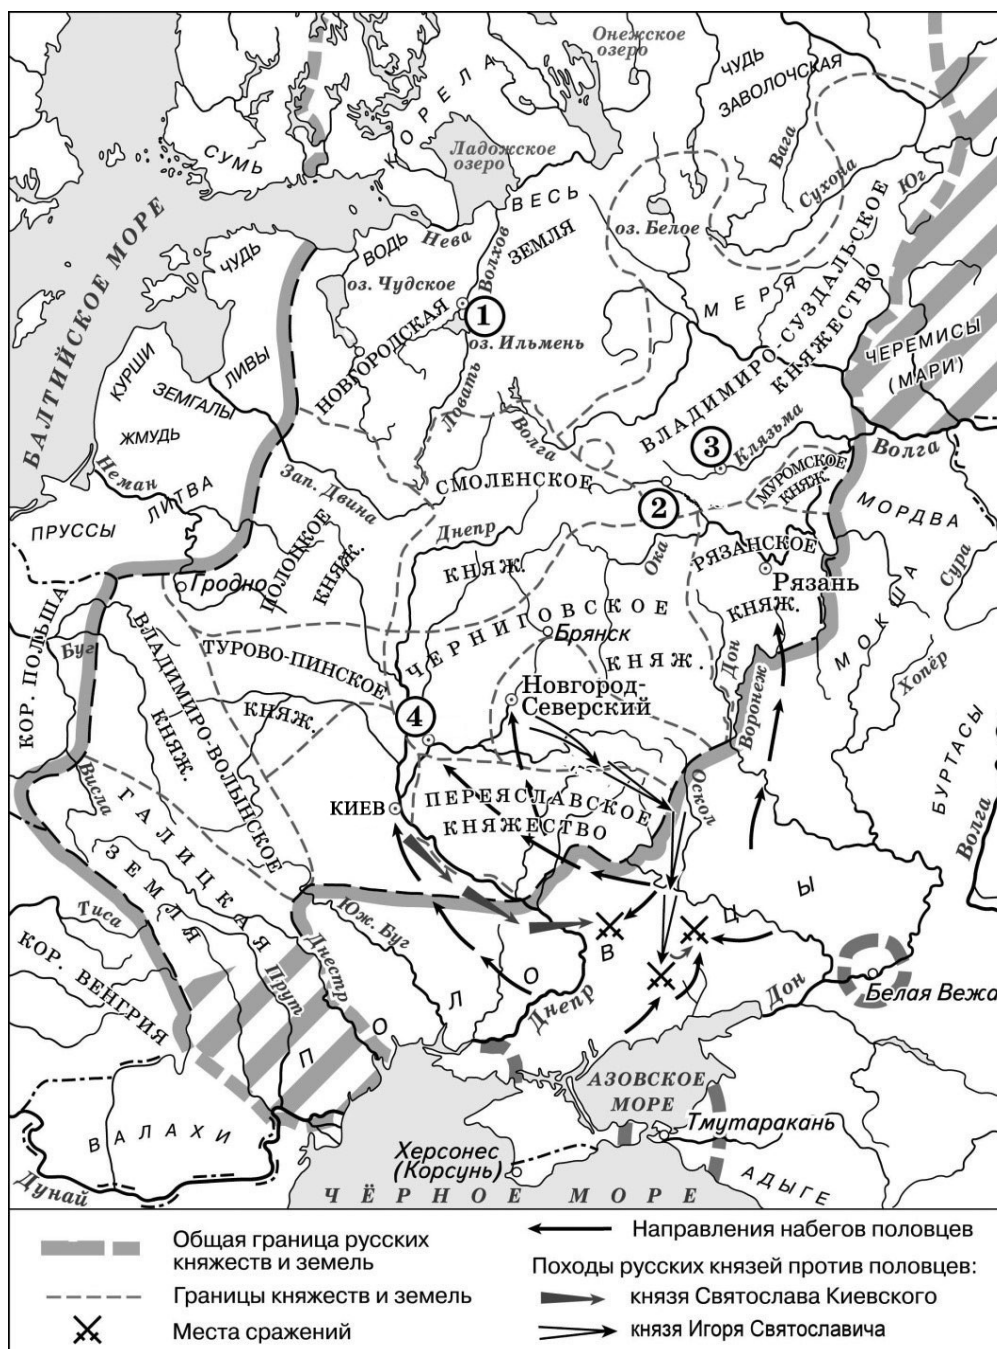 Онежское
озеро
ЧУДЬ
ЗАВОЛОЧСКАЯ
КОРЕЛА
СУМЬ
Ладожское
озеро
Вага
Сухона
Юг
ВЕСЬ
оз. Белое
БАЛТИЙСКОЕ МОРЕ
ЧУДЬ
ВОДЬ
Нева
Волхов
ЗЕМЛЯ
оз. Чудское
НОВГОРОДСКАЯ
1
оз. Ильмень
МЕРЯ
ВЛАДИМИРО-СУЗДАЛЬСКОЕ
КНЯЖЕСТВО
ЧЕРЕМИСЫ
(МАРИ)
КУРШИ
ЛИВЫ
ЗЕМГАЛЫ
ЖМУДЬ
Ловать
Волга
3
Клязьма
Волга
Неман
ЛИТВА
Зап. Двина
СМОЛЕНСКОЕ
КНЯЖ.
2
МУРОМСКОЕ
КНЯЖ.
МОРДВА
ПРУССЫ
ПОЛОЦКОЕ
КНЯЖ.
Днепр
Ока
РЯЗАНСКОЕ
КНЯЖ.
Рязань
Сура
Гродно
КОР. ПОЛЬША
Буг
ВЛАДИМИРО-ВОЛЫНСКОЕ
КНЯЖ.
ТУРОВО-ПИНСКОЕ
КНЯЖ.
ЧЕРНИГОВСКОЕ
КНЯЖ.
Брянск
Дон
Воронеж
МОКША
Хопёр
Новгород-
Северский
4
БУРТАСЫ
Волга
Висла
ГАЛИЦКАЯ
ЗЕМЛЯ
КИЕВ
ПЕРЕЯСЛАВСКОЕ
КНЯЖЕСТВО
Оскол
Тиса
КОР. ВЕНГРИЯ
Прут
Днестр
Юж. Буг
ПОЛОВЦЫ
Днепр
Дон
Белая Вежа
АЗОВСКОЕ
МОРЕ
Тмутаракань
ВАЛАХИ
Дунай
Херсонес
(Корсунь)
АДЫГЕ
ЧЁРНОЕ МОРЕ
Общая граница русских
княжеств и земель
Границы княжеств и земель
Места сражений
Направления набегов половцев
Походы русских князей против половцев:
князя Святослава Киевского
князя Игоря Святославича